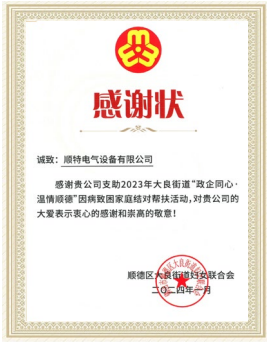 感谢状
诚致：顺特电气设备有限公司
感谢贵公司支助2023年大良街道“政企同心·
温情顺德”因病致困家庭结对帮扶活动，对贵公司的
大爱表示衷心的感谢和崇高的敬意！
顺德区大良街道妇女联合会
二〇二四年一月